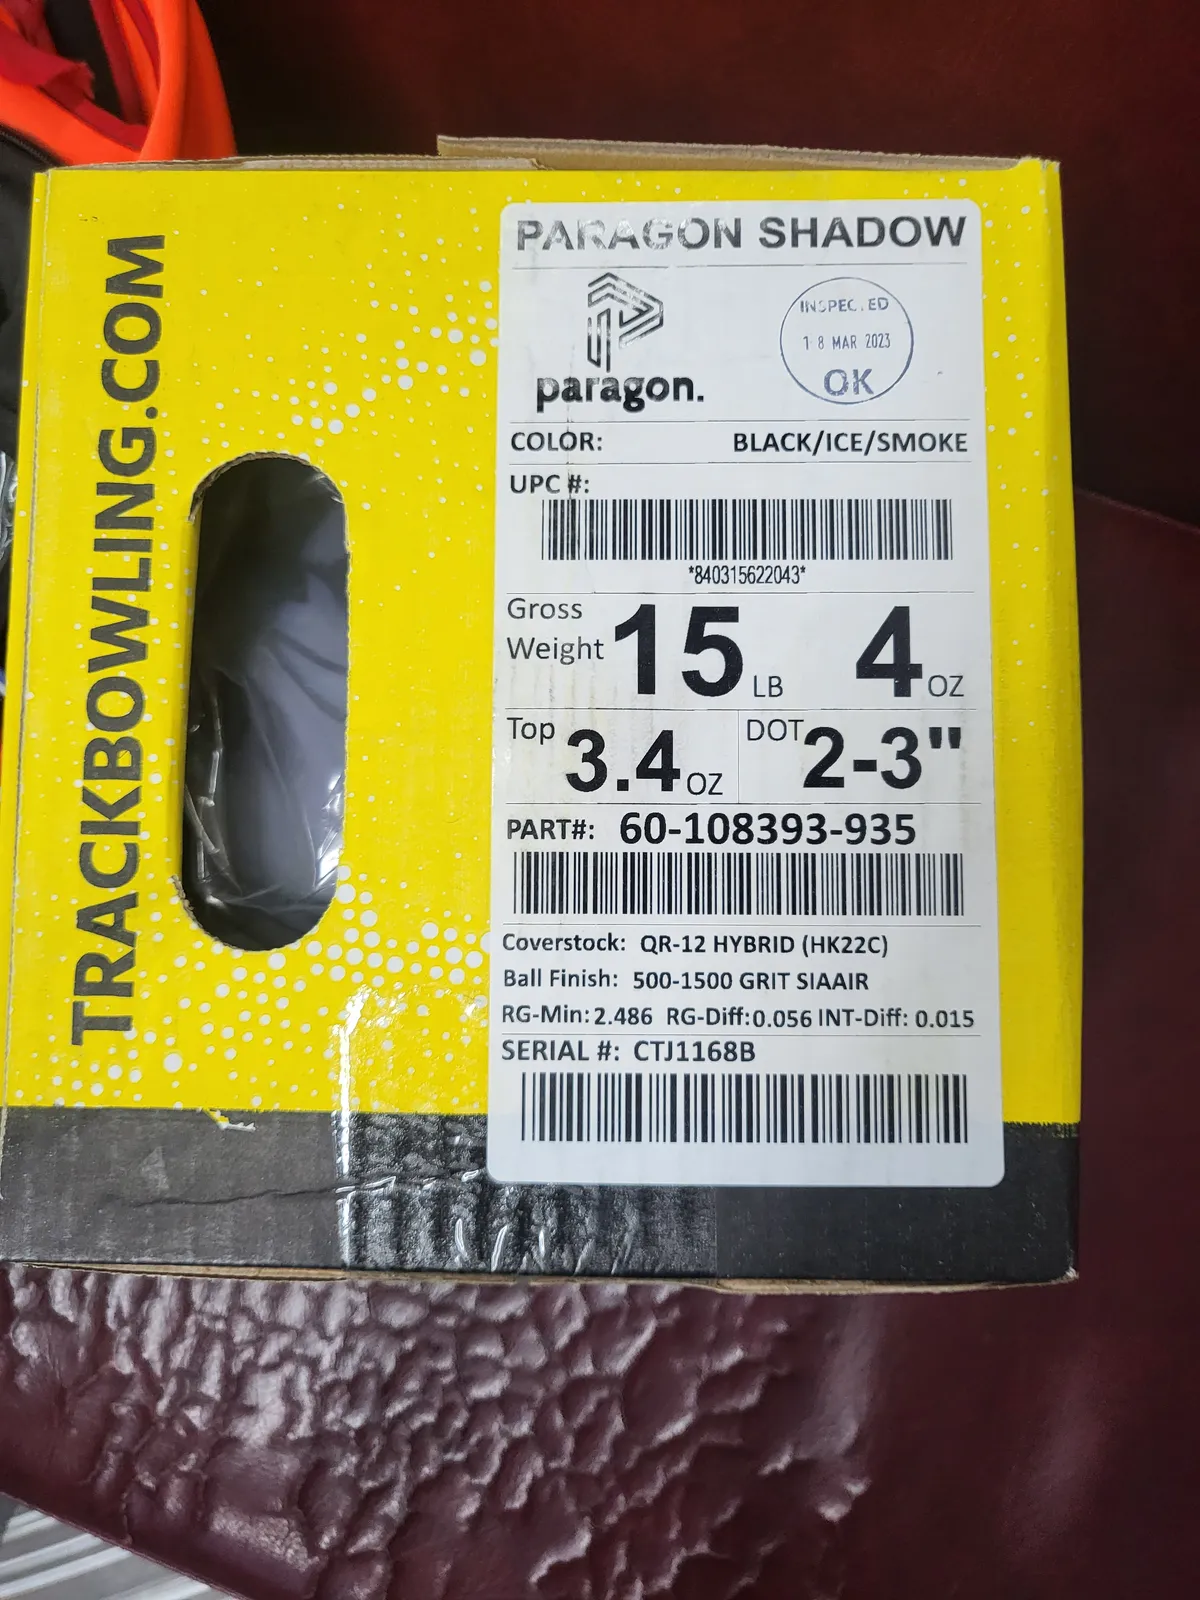 TRACKBOWLING.COM
PARAGON SHADOW
paragon.
INSPEC.ED
18 MAR 2023
OK
COLOR: BLACK/ICE/SMOKE
UPC #:
*840315622043*
Gross Weight 15 LB 4 OZ
Top 3.4 OZ DOT 2-3"
PART#: 60-108393-935
Coverstock: QR-12 HYBRID (HK22C)
Ball Finish: 500-1500 GRIT SIAAIR
RG-Min: 2.486 RG-Diff: 0.056 INT-Diff: 0.015
SERIAL #: CTJ1168B